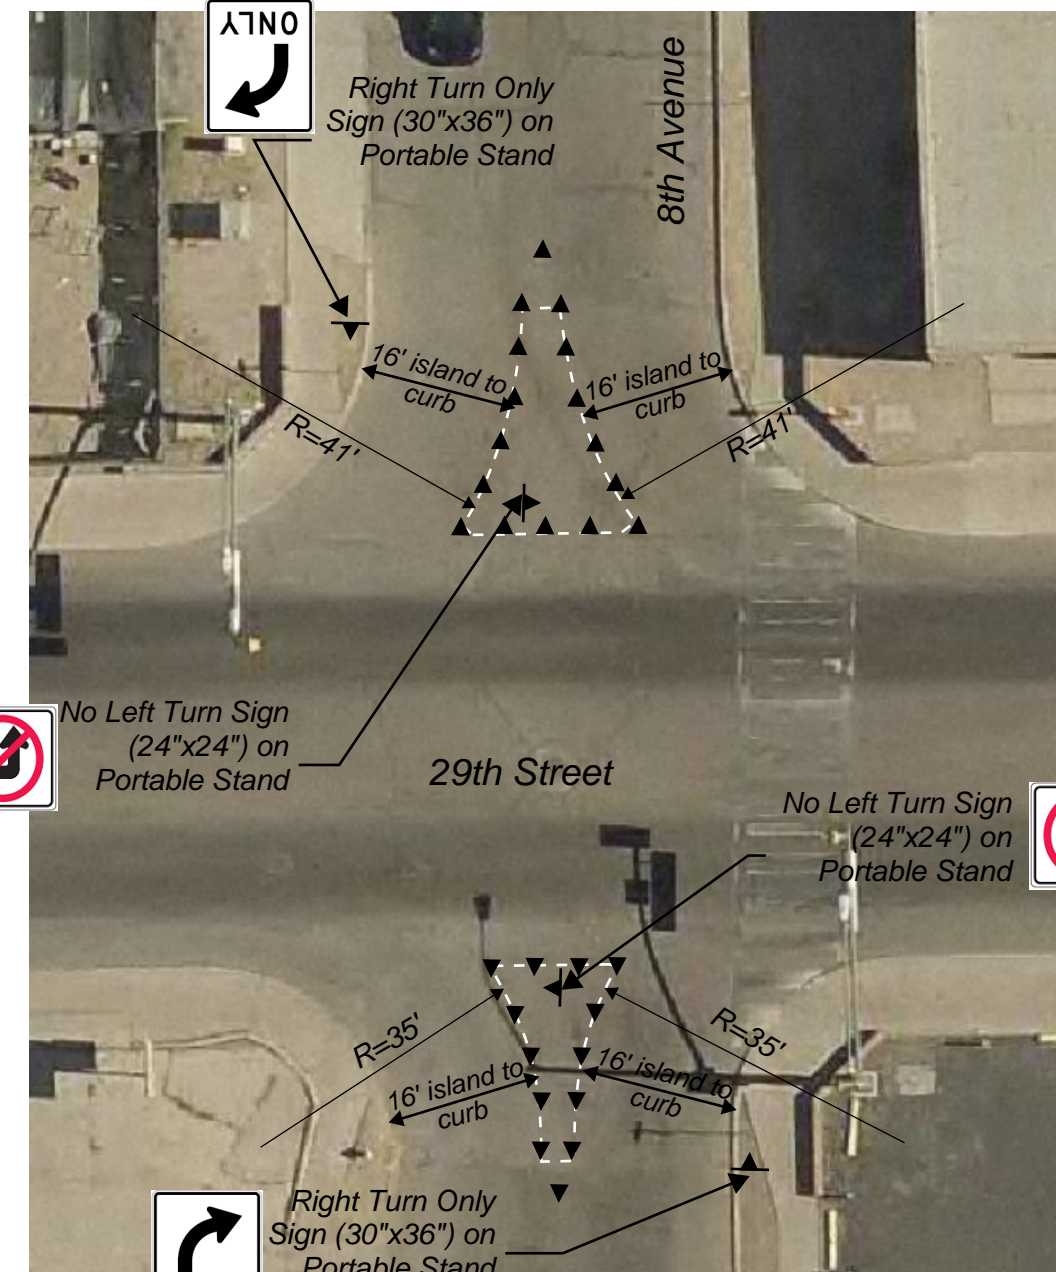 ONLY
Right Turn Only
Sign (30"x36") on
Portable Stand
8th Avenue
16' island to
curb
16' island to
curb
R=41'
R=41'
No Left Turn Sign
(24"x24") on
Portable Stand
29th Street
No Left Turn Sign
(24"x24") on
Portable Stand
R=35'
R=35'
16' island to
curb
16' island to
curb
Right Turn Only
Sign (30"x36") on
Portable Stand